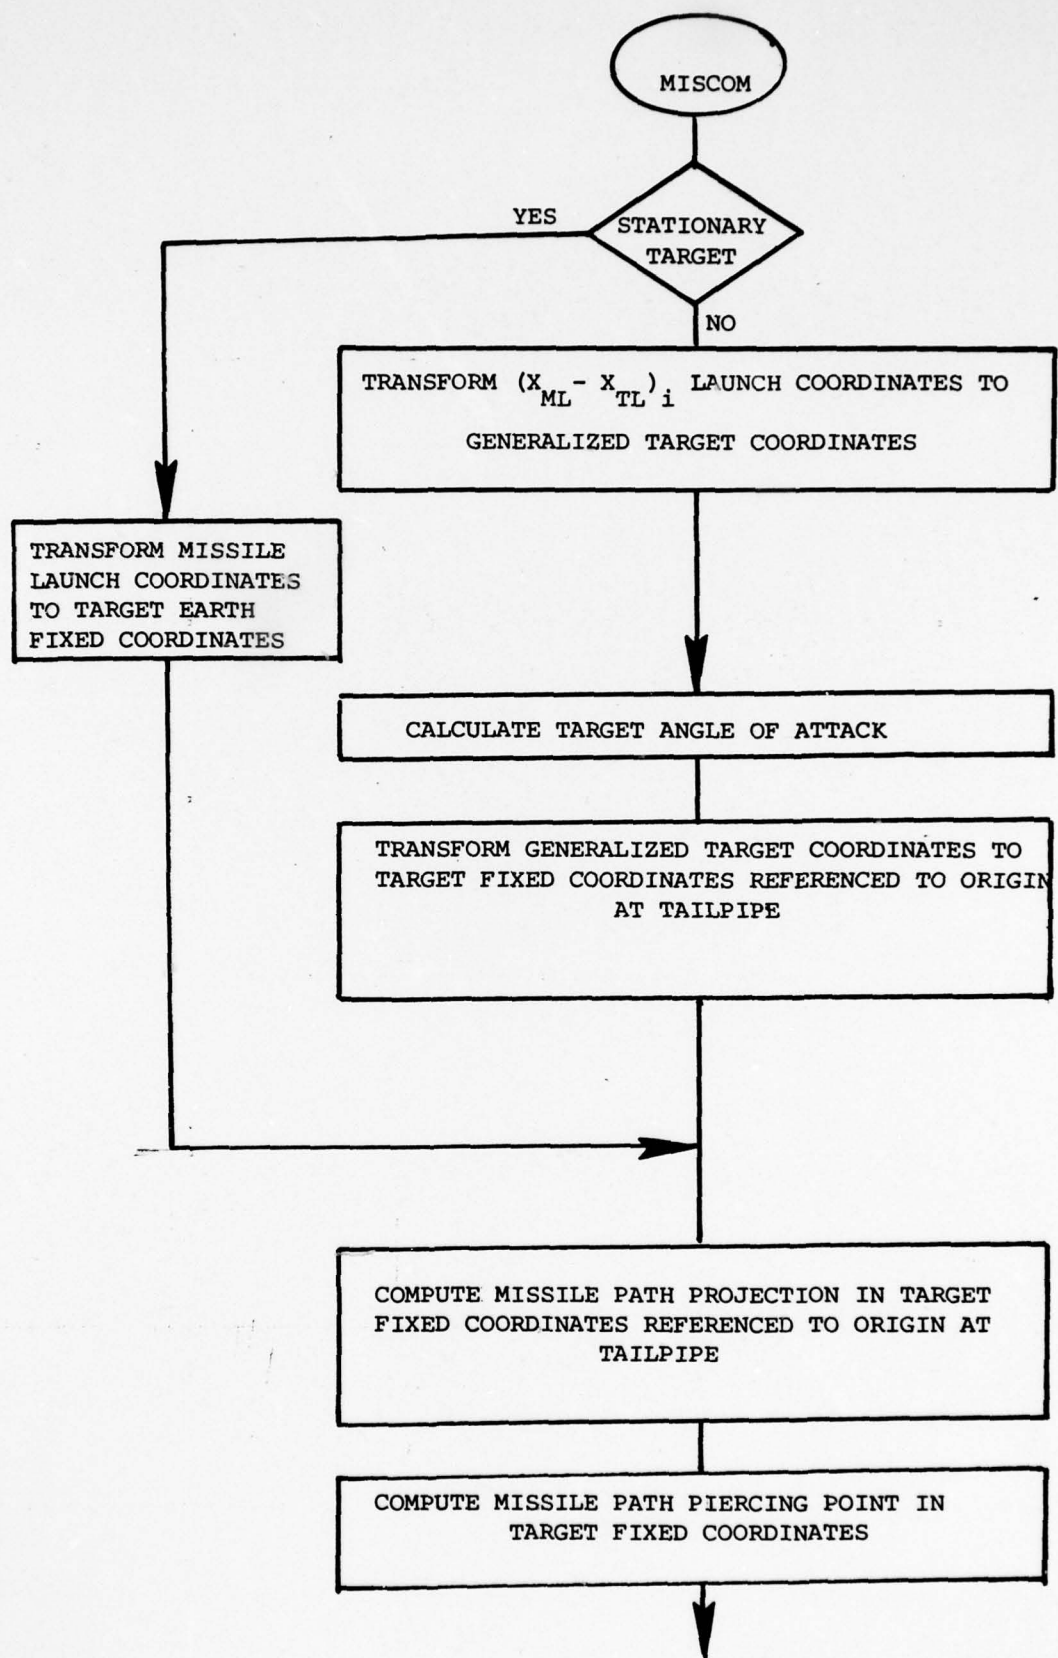 MISCOM
STATIONARY
TARGET
YES
NO
TRANSFORM (X_ML - X_TL)_i LAUNCH COORDINATES TO
GENERALIZED TARGET COORDINATES
TRANSFORM MISSILE
LAUNCH COORDINATES
TO TARGET EARTH
FIXED COORDINATES
CALCULATE TARGET ANGLE OF ATTACK
TRANSFORM GENERALIZED TARGET COORDINATES TO
TARGET FIXED COORDINATES REFERENCED TO ORIGIN
AT TAILPIPE
COMPUTE MISSILE PATH PROJECTION IN TARGET
FIXED COORDINATES REFERENCED TO ORIGIN AT
TAILPIPE
COMPUTE MISSILE PATH PIERCING POINT IN
TARGET FIXED COORDINATES